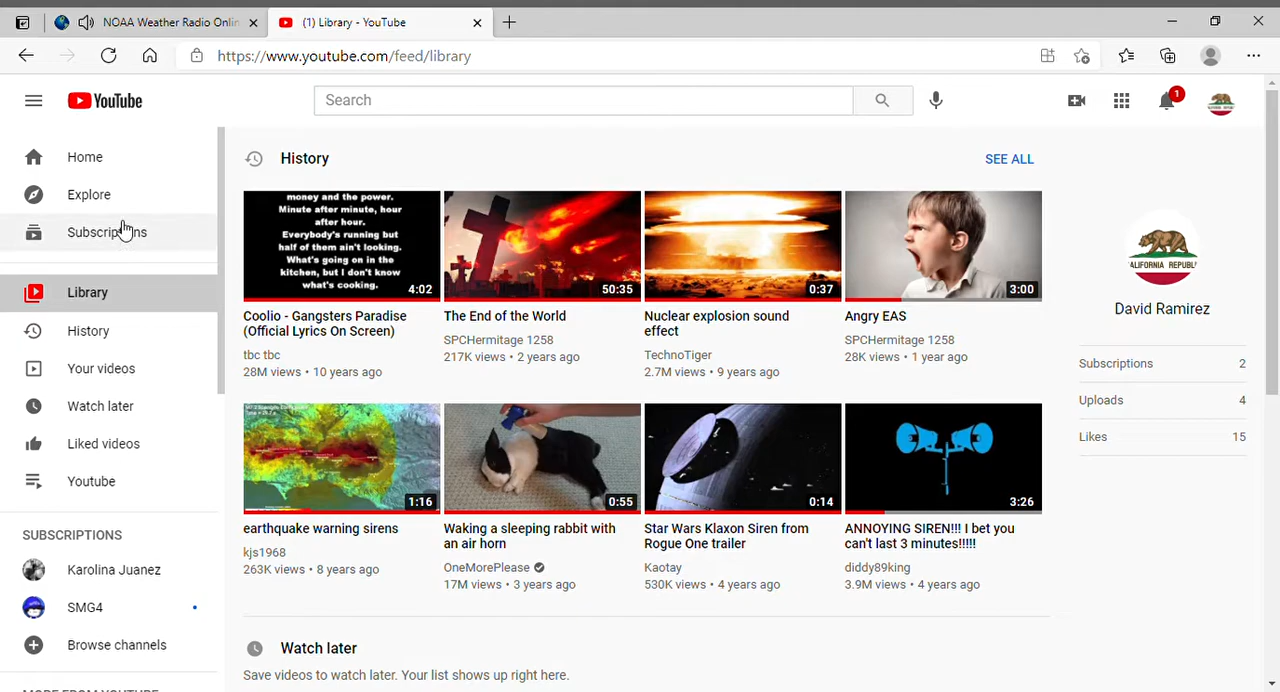 NOAA Weather Radio Onlin
(1) Library - YouTube
https://www.youtube.com/feed/library
YouTube
Search
1
Home
Explore
Subscriptions
Library
History
Your videos
Watch later
Liked videos
Youtube
SUBSCRIPTIONS
Karolina Juanez
SMG4
Browse channels
History
SEE ALL
money and the power.
Minute after minute, hour
after hour.
Everybody's running but
half of them ain't looking.
What's going on in the
kitchen, but I don't know
what's cooking.
4:02
Coolio - Gangsters Paradise
(Official Lyrics On Screen)
tbc tbc
28M views • 10 years ago
50:35
The End of the World
SPCHermitage 1258
217K views • 2 years ago
0:37
Nuclear explosion sound
effect
TechnoTiger
2.7M views • 9 years ago
3:00
Angry EAS
SPCHermitage 1258
28K views • 1 year ago
1:16
earthquake warning sirens
kjs1968
263K views • 8 years ago
0:55
Waking a sleeping rabbit with
an air horn
OneMorePlease
17M views • 3 years ago
0:14
Star Wars Klaxon Siren from
Rogue One trailer
Kaotay
530K views • 4 years ago
3:26
ANNOYING SIREN!!! I bet you
can't last 3 minutes!!!!!
diddy89king
3.9M views • 4 years ago
Watch later
Save videos to watch later. Your list shows up right here.
ALIFORNIA REPUBL
David Ramirez
Subscriptions 2
Uploads 4
Likes 15